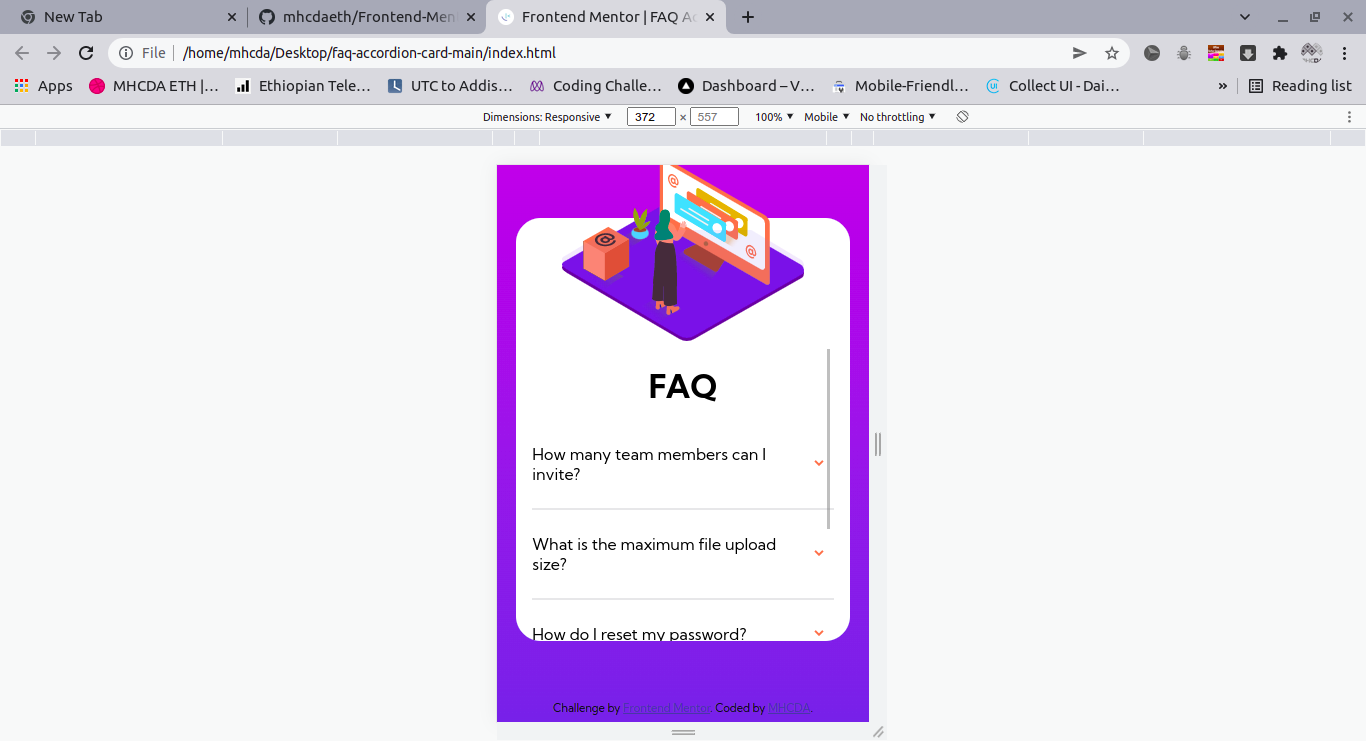 New Tab
mhcdaeth/Frontend-Men
Frontend Mentor | FAQ Ac
File | /home/mhcda/Desktop/faq-accordion-card-main/index.html
Apps
MHCDA ETH |…
Ethiopian Tele…
UTC to Addis…
Coding Challe…
Dashboard – V…
Mobile-Friendl…
Collect UI - Dai…
»
Reading list
Dimensions: Responsive ▼ 372 × 557 100% ▼ Mobile ▼ No throttling ▼
@
@
@
FAQ
How many team members can I
invite?
What is the maximum file upload
size?
How do I reset my password?
Challenge by Frontend Mentor. Coded by MHCDA.